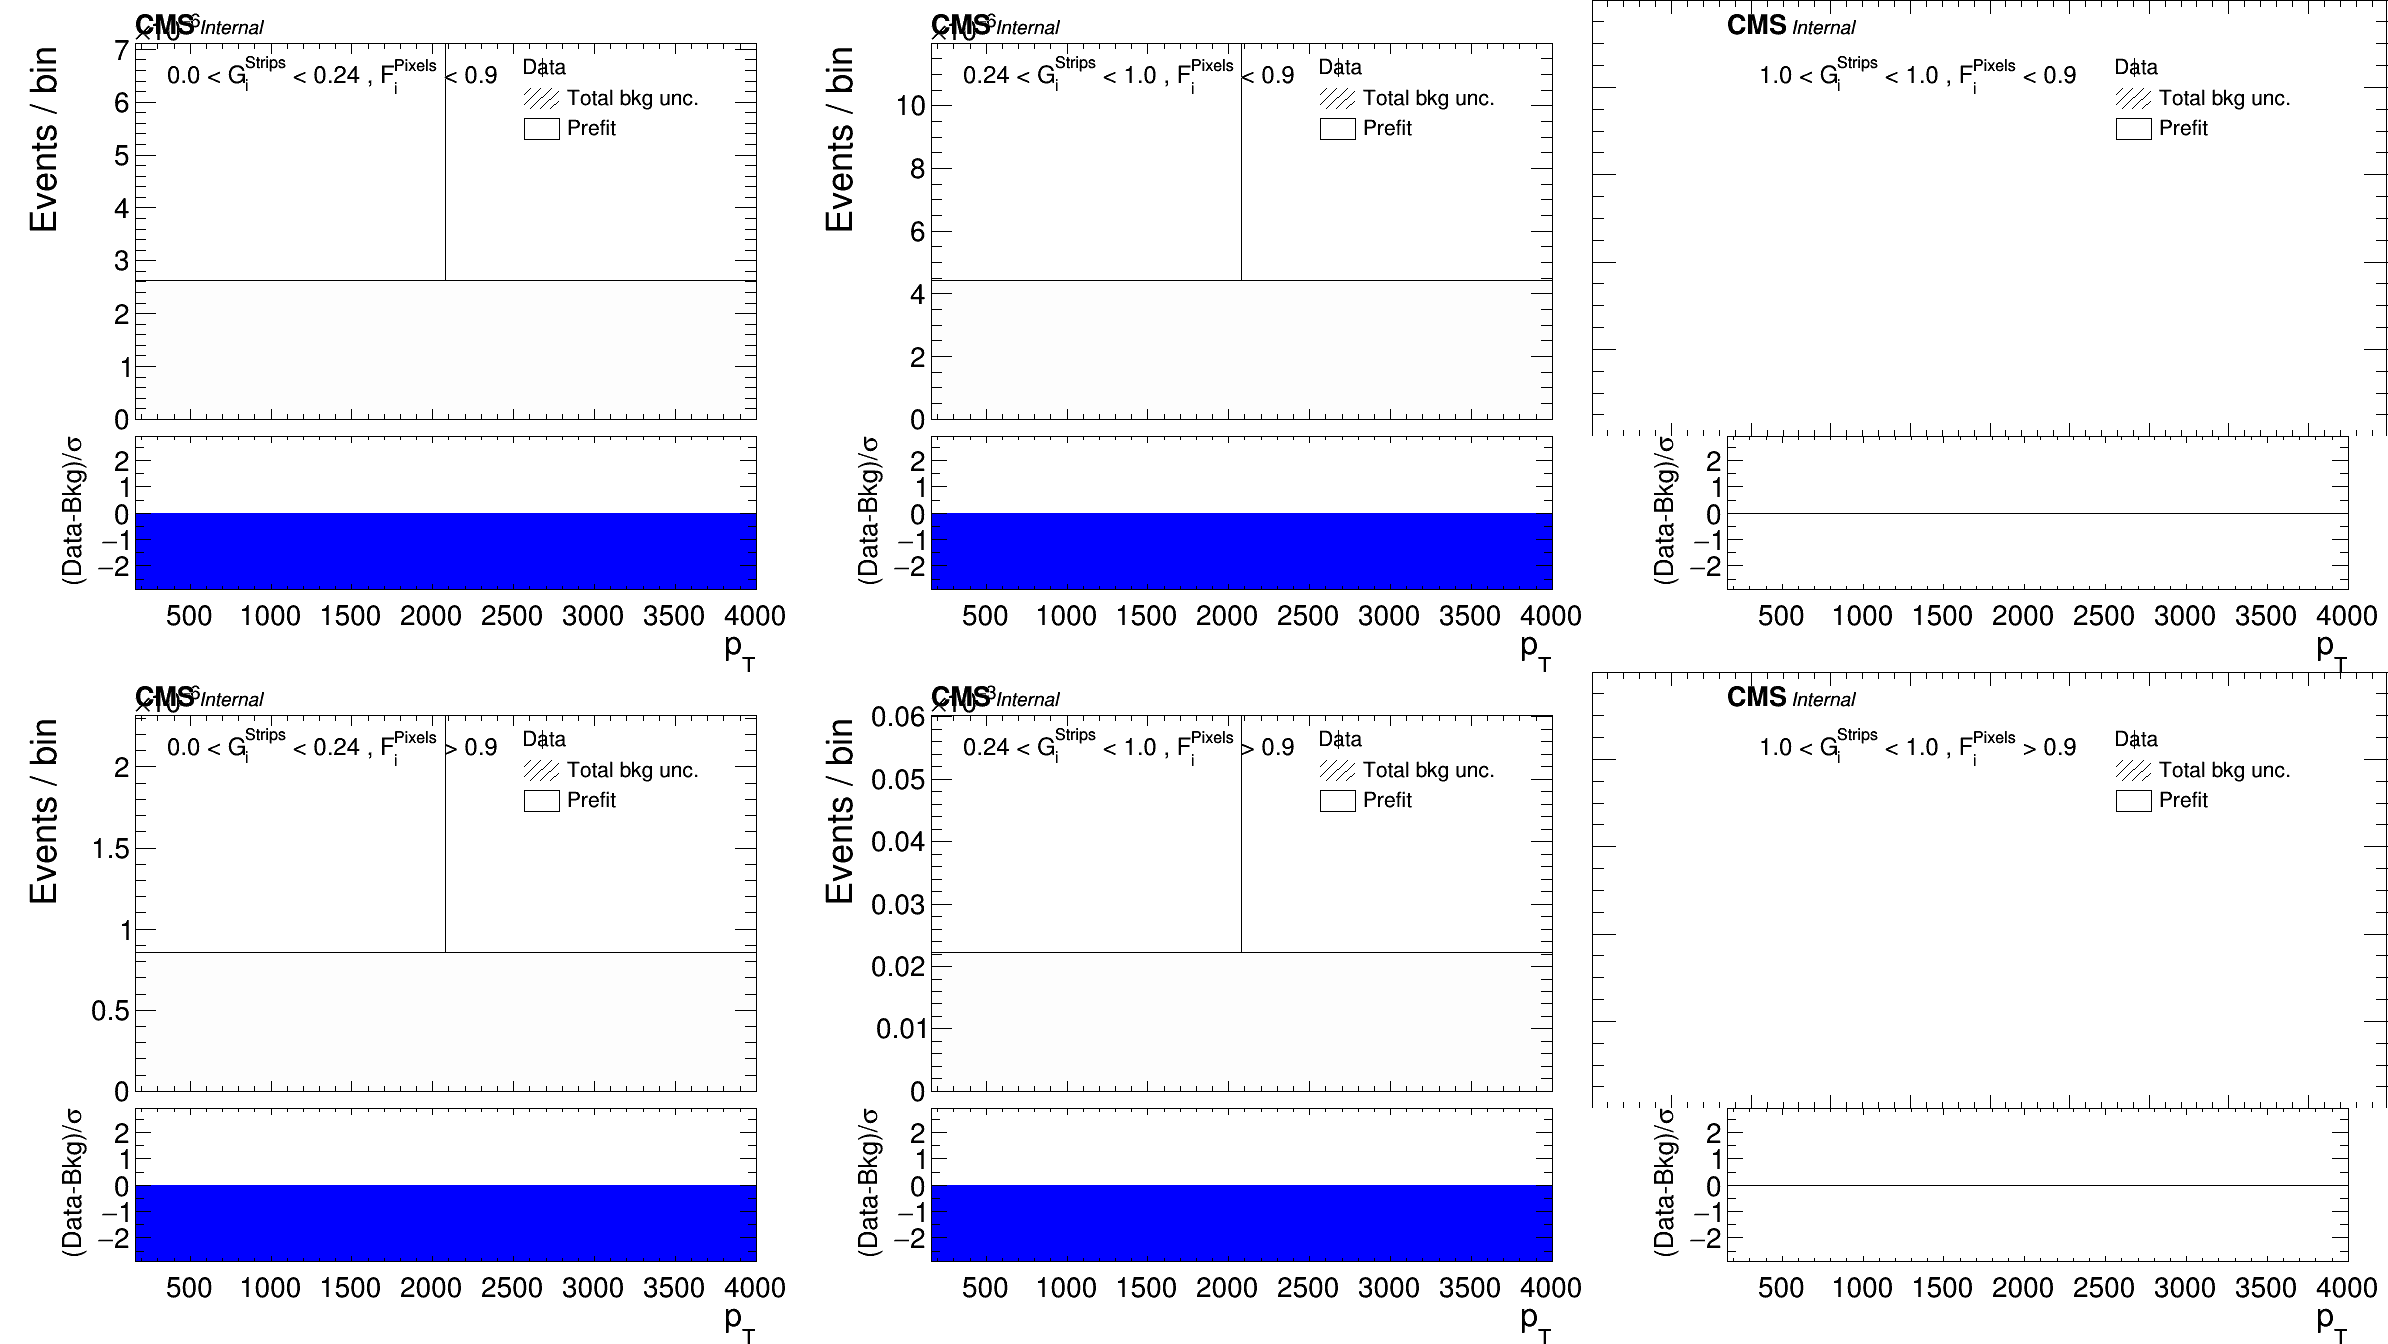 CMS Internal
×10^6
Events / bin
0.0 < G_i^Strips < 0.24 , F_i^Pixels < 0.9
Data
Total bkg unc.
Prefit
7
6
5
4
3
2
1
0
(Data-Bkg)/σ
2
1
0
−1
−2
500 1000 1500 2000 2500 3000 3500 4000
p_T
CMS Internal
×10^6
Events / bin
0.24 < G_i^Strips < 1.0 , F_i^Pixels < 0.9
Data
Total bkg unc.
Prefit
10
8
6
4
2
0
(Data-Bkg)/σ
2
1
0
−1
−2
500 1000 1500 2000 2500 3000 3500 4000
p_T
CMS Internal
1.0 < G_i^Strips < 1.0 , F_i^Pixels < 0.9
Data
Total bkg unc.
Prefit
(Data-Bkg)/σ
2
1
0
−1
−2
500 1000 1500 2000 2500 3000 3500 4000
p_T
CMS Internal
×10^6
Events / bin
0.0 < G_i^Strips < 0.24 , F_i^Pixels > 0.9
Data
Total bkg unc.
Prefit
2
1.5
1
0.5
0
(Data-Bkg)/σ
2
1
0
−1
−2
500 1000 1500 2000 2500 3000 3500 4000
p_T
CMS Internal
×10^3
Events / bin
0.24 < G_i^Strips < 1.0 , F_i^Pixels > 0.9
Data
Total bkg unc.
Prefit
0.06
0.05
0.04
0.03
0.02
0.01
0
(Data-Bkg)/σ
2
1
0
−1
−2
500 1000 1500 2000 2500 3000 3500 4000
p_T
CMS Internal
1.0 < G_i^Strips < 1.0 , F_i^Pixels > 0.9
Data
Total bkg unc.
Prefit
(Data-Bkg)/σ
2
1
0
−1
−2
500 1000 1500 2000 2500 3000 3500 4000
p_T